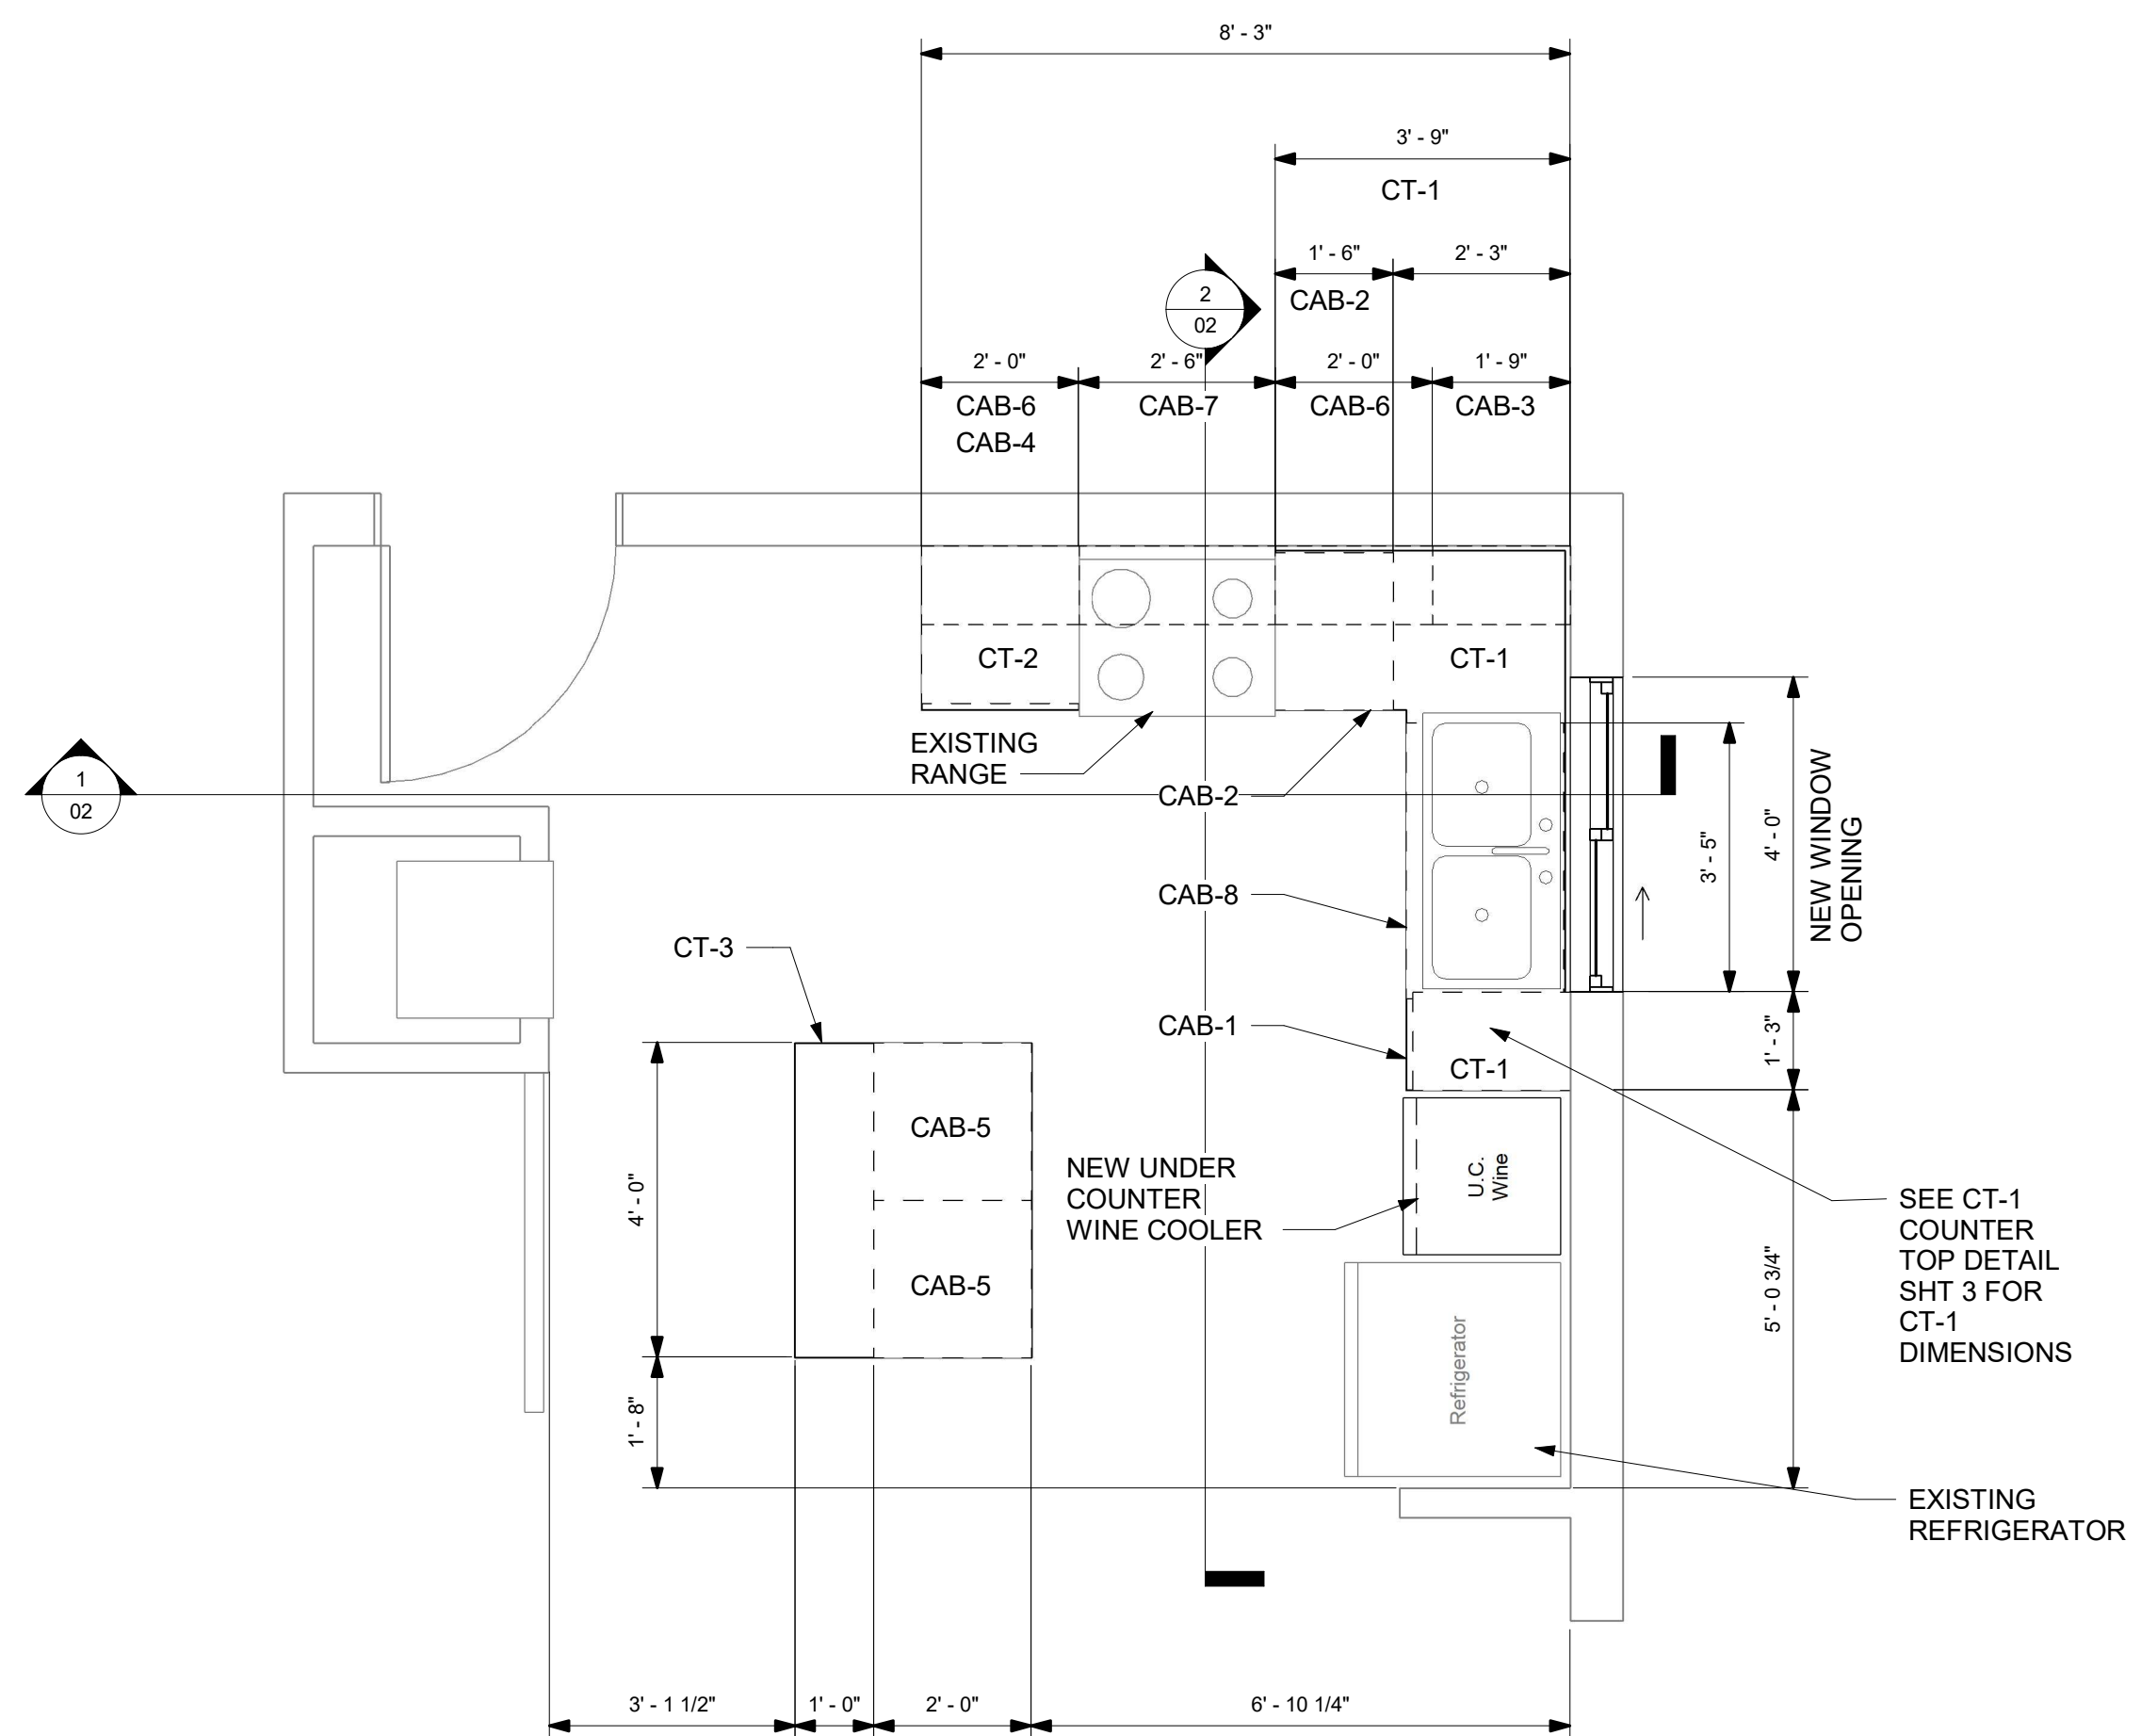 8' - 3"
3' - 9"
CT-1
1' - 6"
2' - 3"
CAB-2
2
02
2' - 0"
2' - 6"
2' - 0"
1' - 9"
CAB-6
CAB-7
CAB-6
CAB-3
CAB-4
CT-2
CT-1
EXISTING
RANGE
1
02
CAB-2
3' - 5"
4' - 0"
NEW WINDOW
OPENING
CAB-8
CT-3
CAB-1
1' - 3"
CT-1
CAB-5
4' - 0"
NEW UNDER
COUNTER
WINE COOLER
U.C.
Wine
SEE CT-1
COUNTER
TOP DETAIL
SHT 3 FOR
CT-1
DIMENSIONS
CAB-5
5' - 0 3/4"
Refrigerator
1' - 8"
EXISTING
REFRIGERATOR
3' - 1 1/2"
1' - 0"
2' - 0"
6' - 10 1/4"